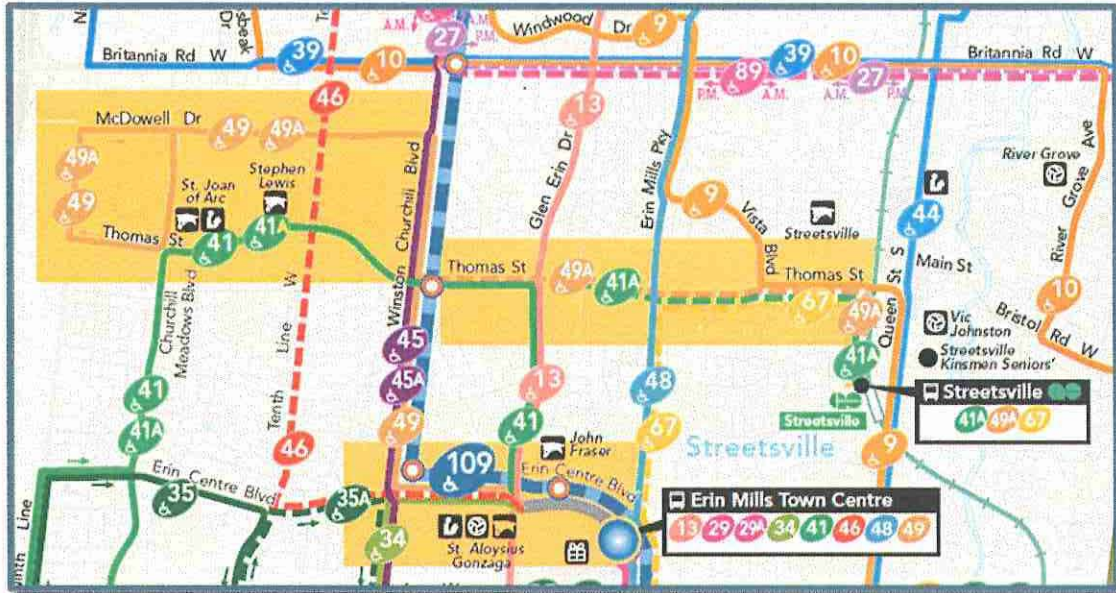 sbeak
Dr
A.M.
P.M.
27
Windwood Dr
9
Britannia Rd W
39
10
89
39
10
27
Britannia Rd W
P.M.
A.M.
A.M.
P.M.
46
McDowell Dr
49
49A
13
49A
49
St. Joan
of Arc
Stephen
Lewis
Thomas St
41
41A
Winston Churchill Blvd
Glen Erin Dr
Erin Mills Pky
9
Vista
Blvd
Streetsville
44
Main St
River Grove
River Grove Ave
10
Bristol Rd W
Thomas St
49A
41A
Thomas St
67
49A
Queen St S
Vic
Johnston
Streetsville
Kinsmen Seniors'
Churchill
Meadows Blvd
Tenth Line W
45
45A
41A
Streetsville
41A
49A
67
Streetsville
41
41A
49
13
41
48
67
Streetsville
9
46
John
Fraser
109
Erin Centre Blvd
Erin Centre Blvd
35
35A
34
St. Aloysius
Gonzaga
Erin Mills Town Centre
13
29
29A
34
41
46
48
49
Line